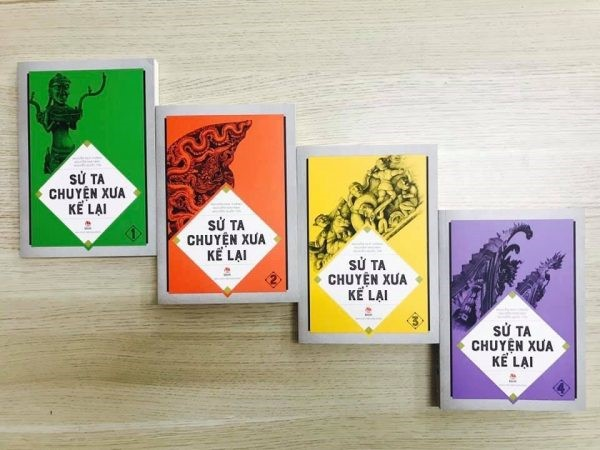 SỬ TA
CHUYỆN XƯA
KỂ LẠI
1
SỬ TA
CHUYỆN XƯA
KỂ LẠI
2
SỬ TA
CHUYỆN XƯA
KỂ LẠI
3
SỬ TA
CHUYỆN XƯA
KỂ LẠI
4